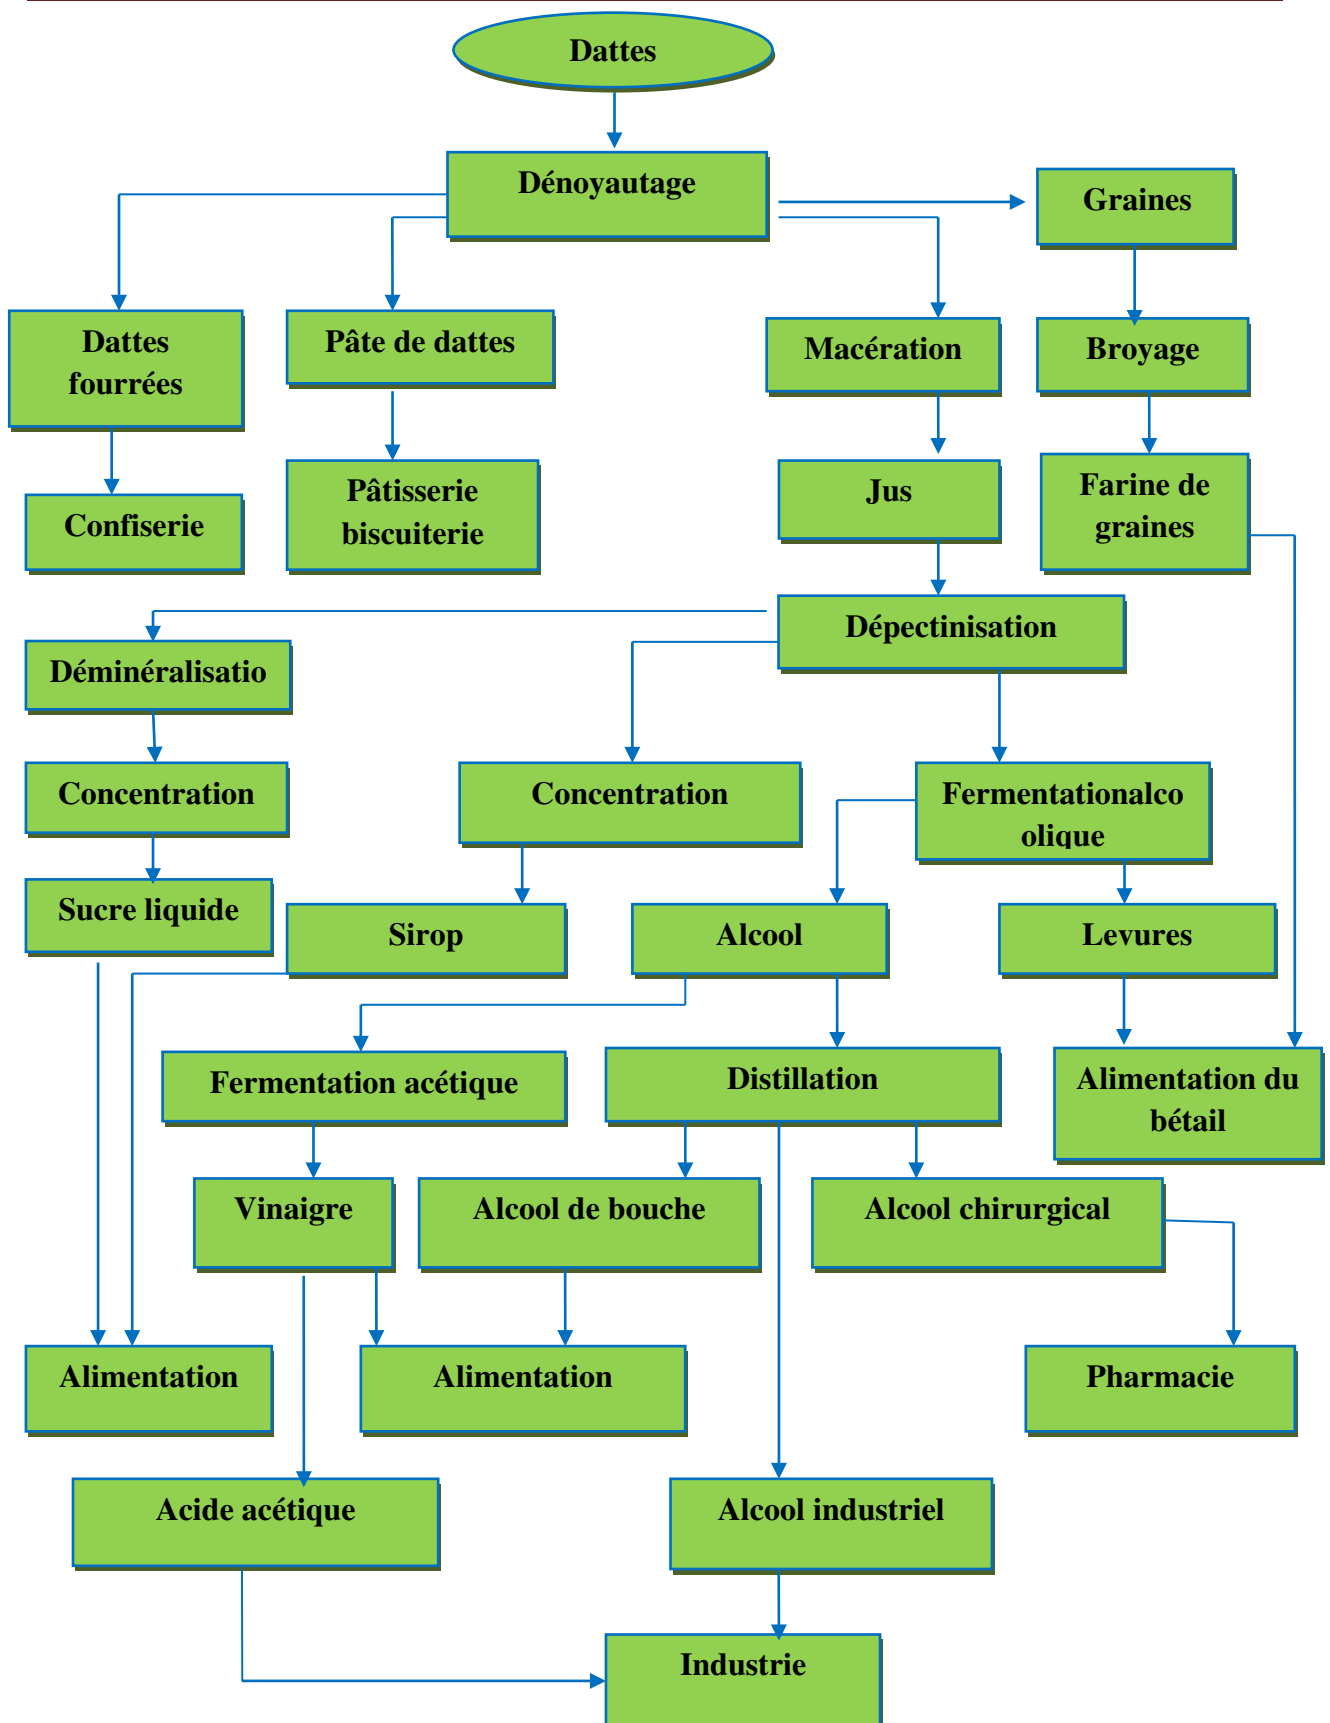 Dattes
Dénoyautage
Graines
Dattes
fourrées
Pâte de dattes
Macération
Broyage
Confiserie
Pâtisserie
biscuiterie
Jus
Farine de
graines
Dépectinisation
Déminéralisatio
Concentration
Concentration
Fermentationalco
olique
Sucre liquide
Sirop
Alcool
Levures
Fermentation acétique
Distillation
Alimentation du
bétail
Vinaigre
Alcool de bouche
Alcool chirurgical
Alimentation
Alimentation
Pharmacie
Acide acétique
Alcool industriel
Industrie